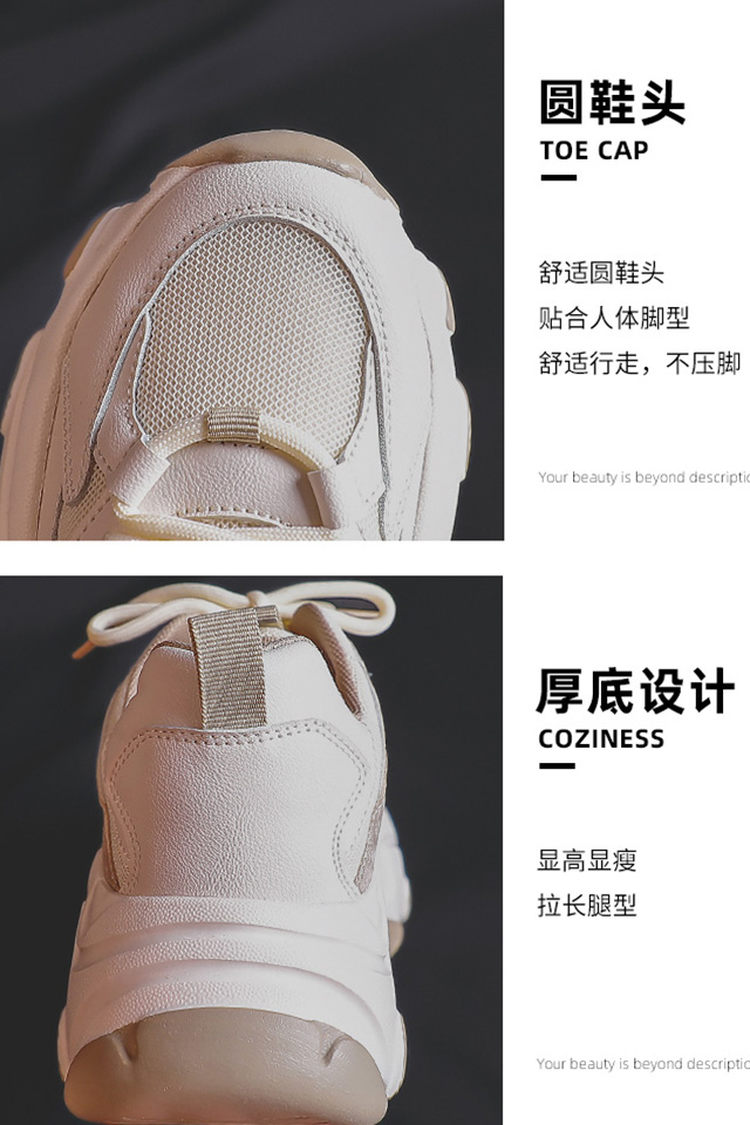 圆鞋头
TOE CAP
舒适圆鞋头
贴合人体脚型
舒适行走，不压脚
Your beauty is beyond descriptio
厚底设计
COZINESS
显高显瘦
拉长腿型
Your beauty is beyond descriptio